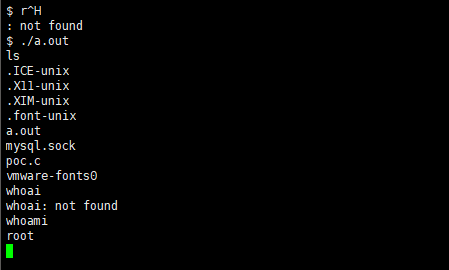 $ r^H
: not found
$ ./a.out
ls
.ICE-unix
.X11-unix
.XIM-unix
.font-unix
a.out
mysql.sock
poc.c
vmware-fonts0
whoai
whoai: not found
whoami
root